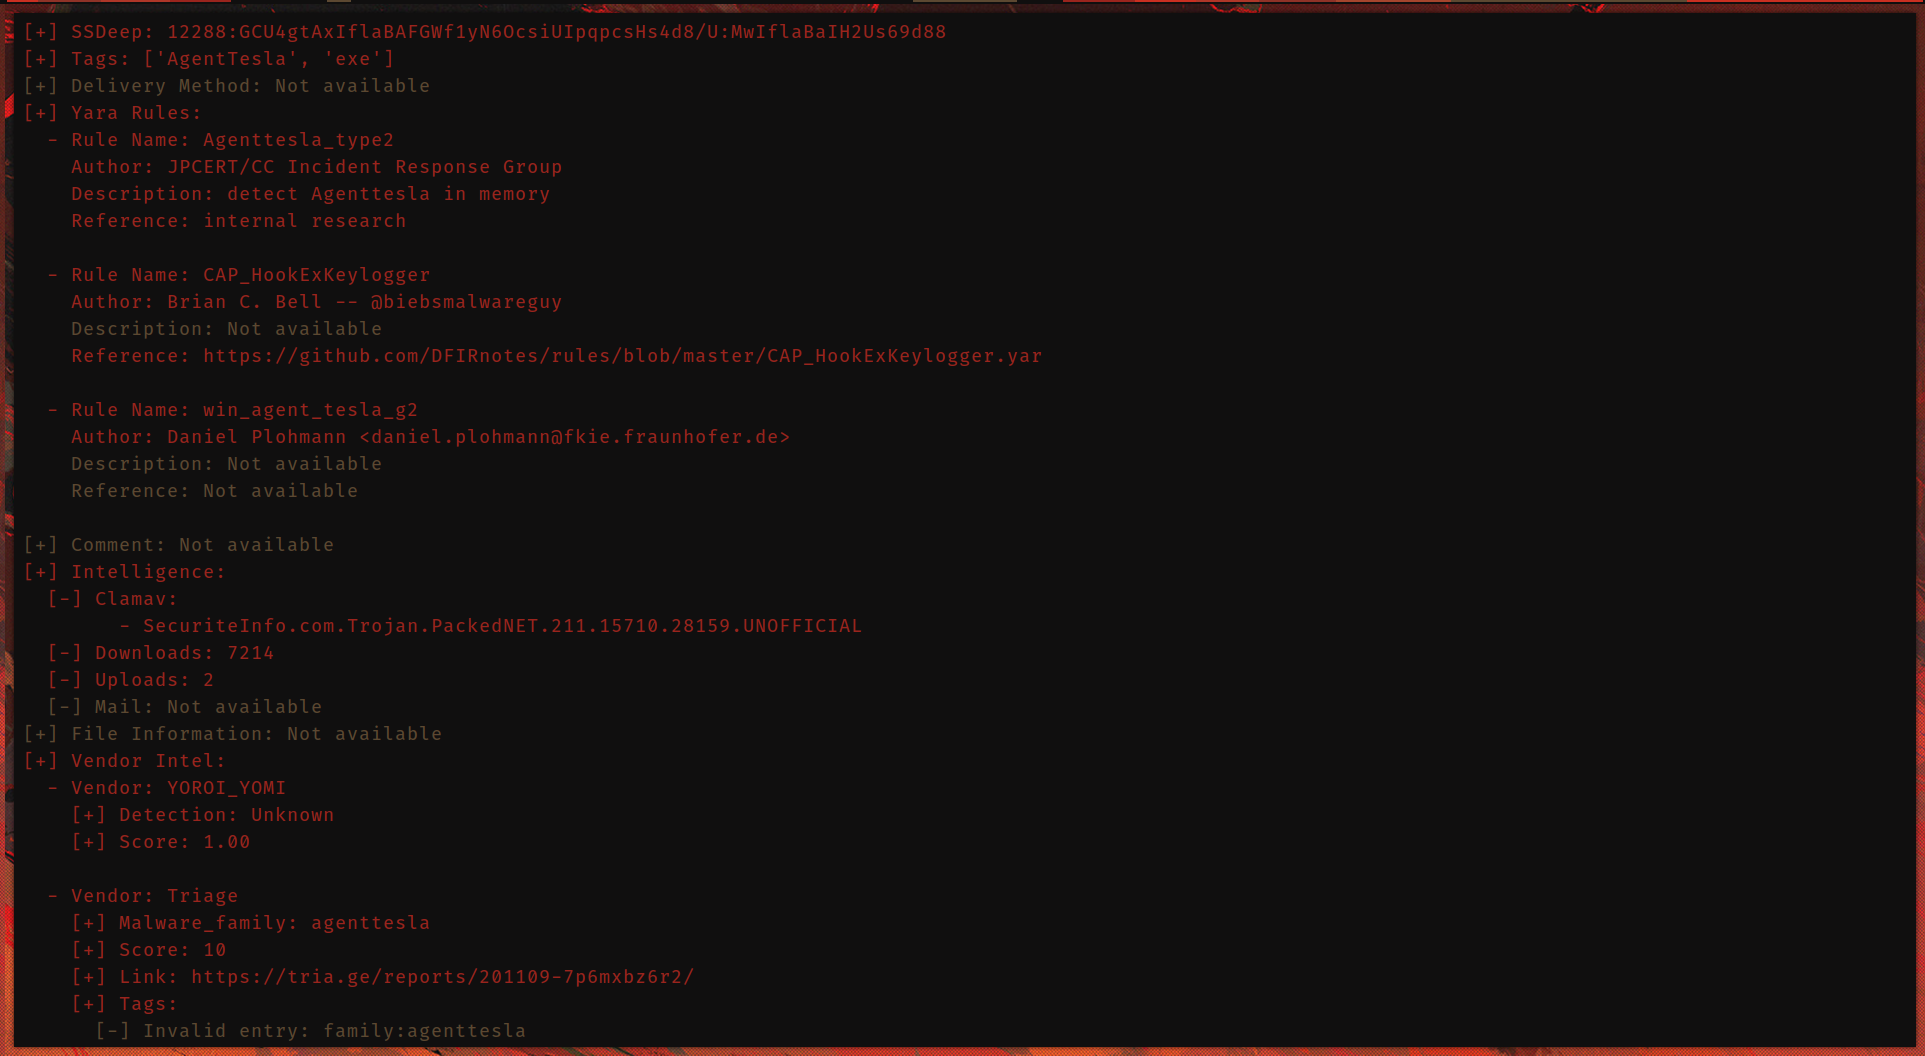 [+] SSDeep: 12288:GCU4gtAxIflaBAFGWf1yN6OcsiUIpqpcsHs4d8/U:MwIflaBaIH2Us69d88
[+] Tags: ['AgentTesla', 'exe']
[+] Delivery Method: Not available
[+] Yara Rules:
  - Rule Name: Agenttesla_type2
    Author: JPCERT/CC Incident Response Group
    Description: detect Agenttesla in memory
    Reference: internal research
  - Rule Name: CAP_HookExKeylogger
    Author: Brian C. Bell -- @biebsmalwareguy
    Description: Not available
    Reference: https://github.com/DFIRnotes/rules/blob/master/CAP_HookExKeylogger.yar
  - Rule Name: win_agent_tesla_g2
    Author: Daniel Plohmann <daniel.plohmann@fkie.fraunhofer.de>
    Description: Not available
    Reference: Not available
[+] Comment: Not available
[+] Intelligence:
  [-] Clamav:
        - SecuriteInfo.com.Trojan.PackedNET.211.15710.28159.UNOFFICIAL
  [-] Downloads: 7214
  [-] Uploads: 2
  [-] Mail: Not available
[+] File Information: Not available
[+] Vendor Intel:
  - Vendor: YOROI_YOMI
    [+] Detection: Unknown
    [+] Score: 1.00
  - Vendor: Triage
    [+] Malware_family: agenttesla
    [+] Score: 10
    [+] Link: https://tria.ge/reports/201109-7p6mxbz6r2/
    [+] Tags:
      [-] Invalid entry: family:agenttesla